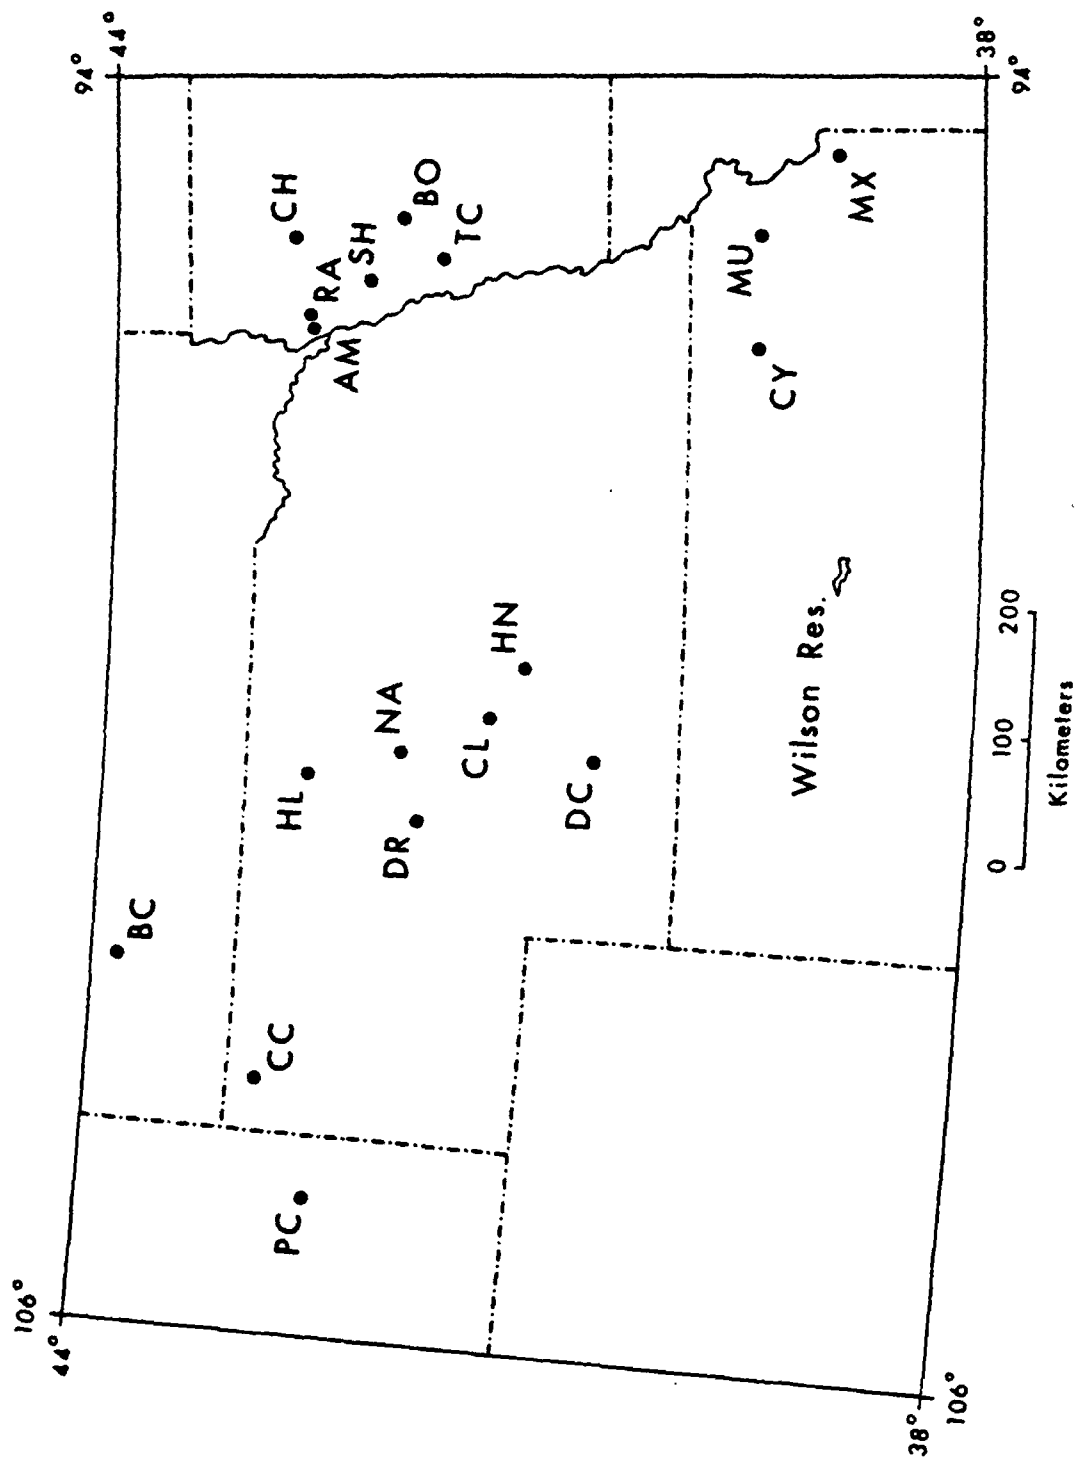 106°
44°
94°
44°
BC
CC
PC
HL
NA
DR
CL
HN
DC
CH
RA
AM
SH
BO
TC
MU
CY
MX
Wilson Res.
38°
106°
38°
94°
0 100 200
Kilometers